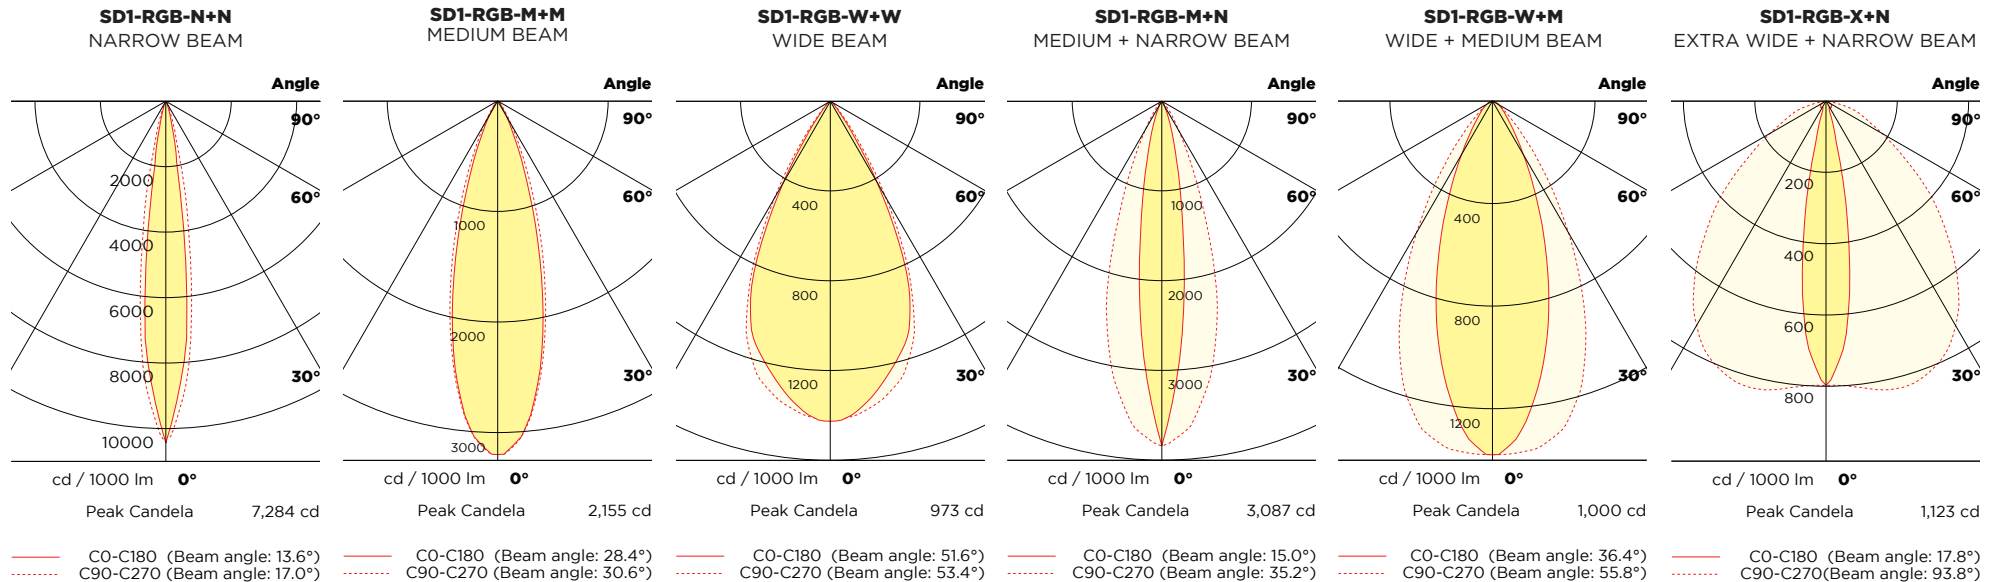 SD1-RGB-N+N
NARROW BEAM
Angle
90°
60°
30°
2000
4000
6000
8000
10000
cd / 1000 lm 0°
Peak Candela 7,284 cd
C0-C180 (Beam angle: 13.6°)
C90-C270 (Beam angle: 17.0°)
SD1-RGB-M+M
MEDIUM BEAM
Angle
90°
60°
30°
1000
2000
3000
cd / 1000 lm 0°
Peak Candela 2,155 cd
C0-C180 (Beam angle: 28.4°)
C90-C270 (Beam angle: 30.6°)
SD1-RGB-W+W
WIDE BEAM
Angle
90°
60°
30°
400
800
1200
cd / 1000 lm 0°
Peak Candela 973 cd
C0-C180 (Beam angle: 51.6°)
C90-C270 (Beam angle: 53.4°)
SD1-RGB-M+N
MEDIUM + NARROW BEAM
Angle
90°
60°
30°
1000
2000
3000
cd / 1000 lm 0°
Peak Candela 3,087 cd
C0-C180 (Beam angle: 15.0°)
C90-C270 (Beam angle: 35.2°)
SD1-RGB-W+M
WIDE + MEDIUM BEAM
Angle
90°
60°
30°
400
800
1200
cd / 1000 lm 0°
Peak Candela 1,000 cd
C0-C180 (Beam angle: 36.4°)
C90-C270 (Beam angle: 55.8°)
SD1-RGB-X+N
EXTRA WIDE + NARROW BEAM
Angle
90°
60°
30°
200
400
600
800
cd / 1000 lm 0°
Peak Candela 1,123 cd
C0-C180 (Beam angle: 17.8°)
C90-C270(Beam angle: 93.8°)